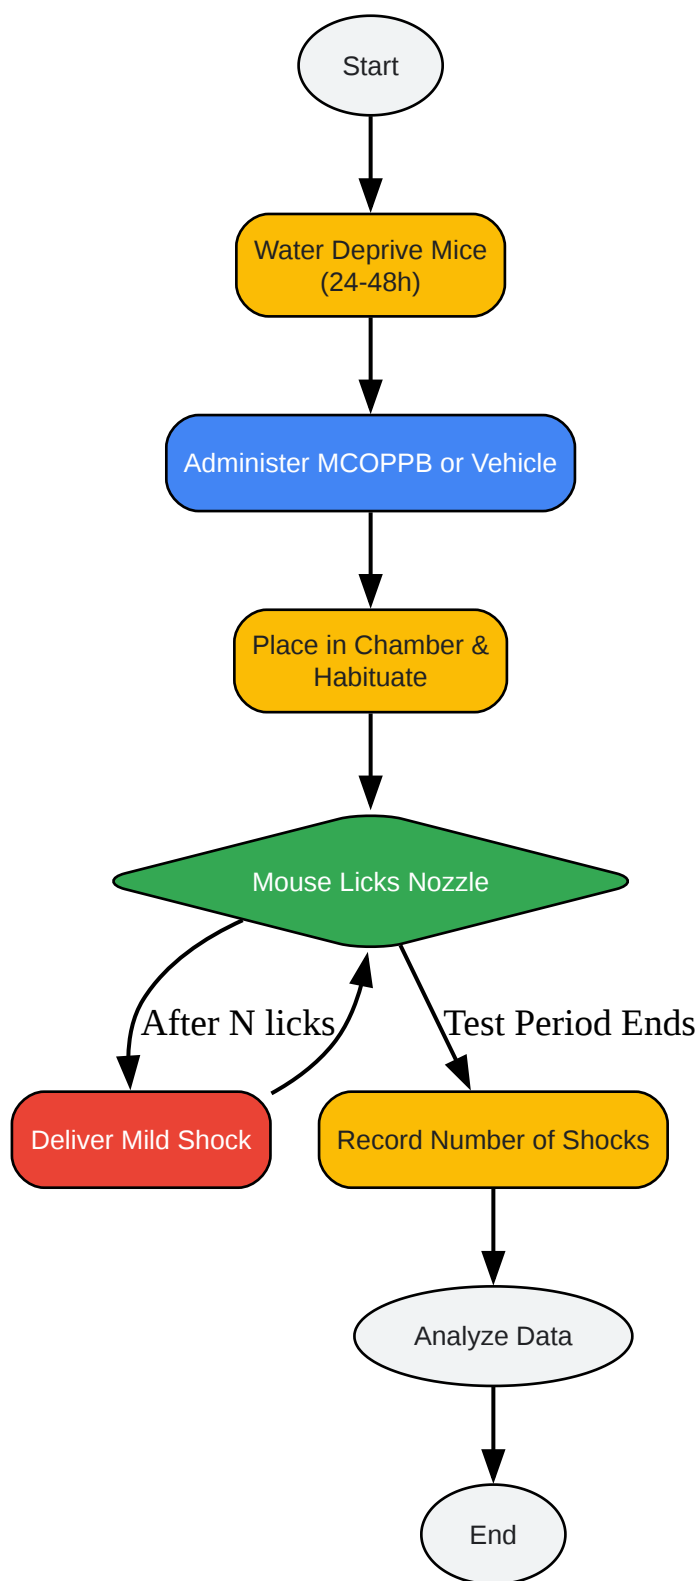 Start
Water Deprive Mice
(24-48h)
Administer MCOPPB or Vehicle
Place in Chamber &
Habituate
Mouse Licks Nozzle
After N licks
Test Period Ends
Deliver Mild Shock
Record Number of Shocks
Analyze Data
End